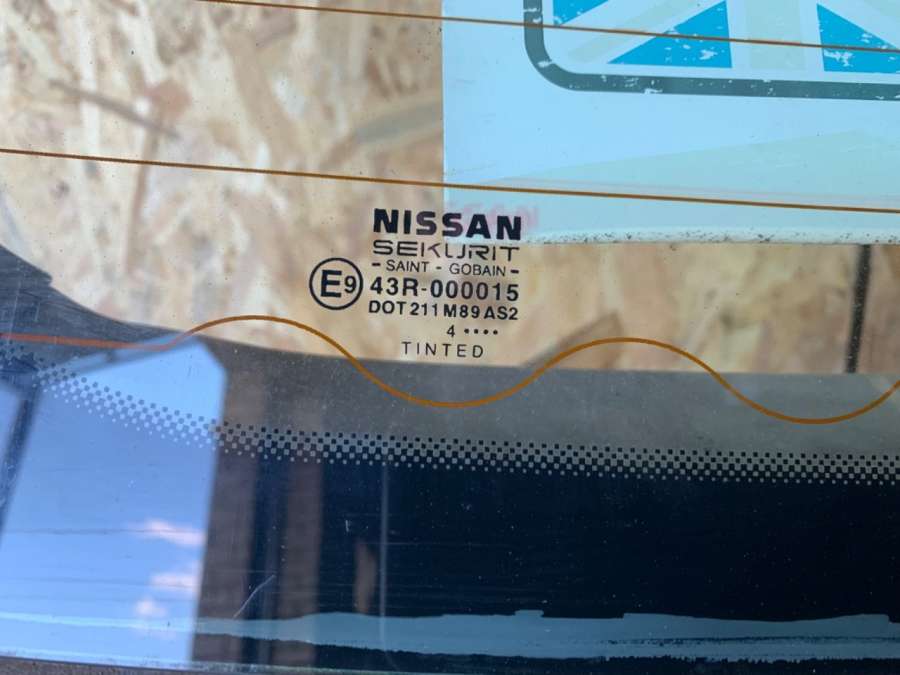 NISSAN
SEKURIT
- SAINT - GOBAIN -
E9 43R-000015
DOT 211 M89 AS2
4 ••••
TINTED